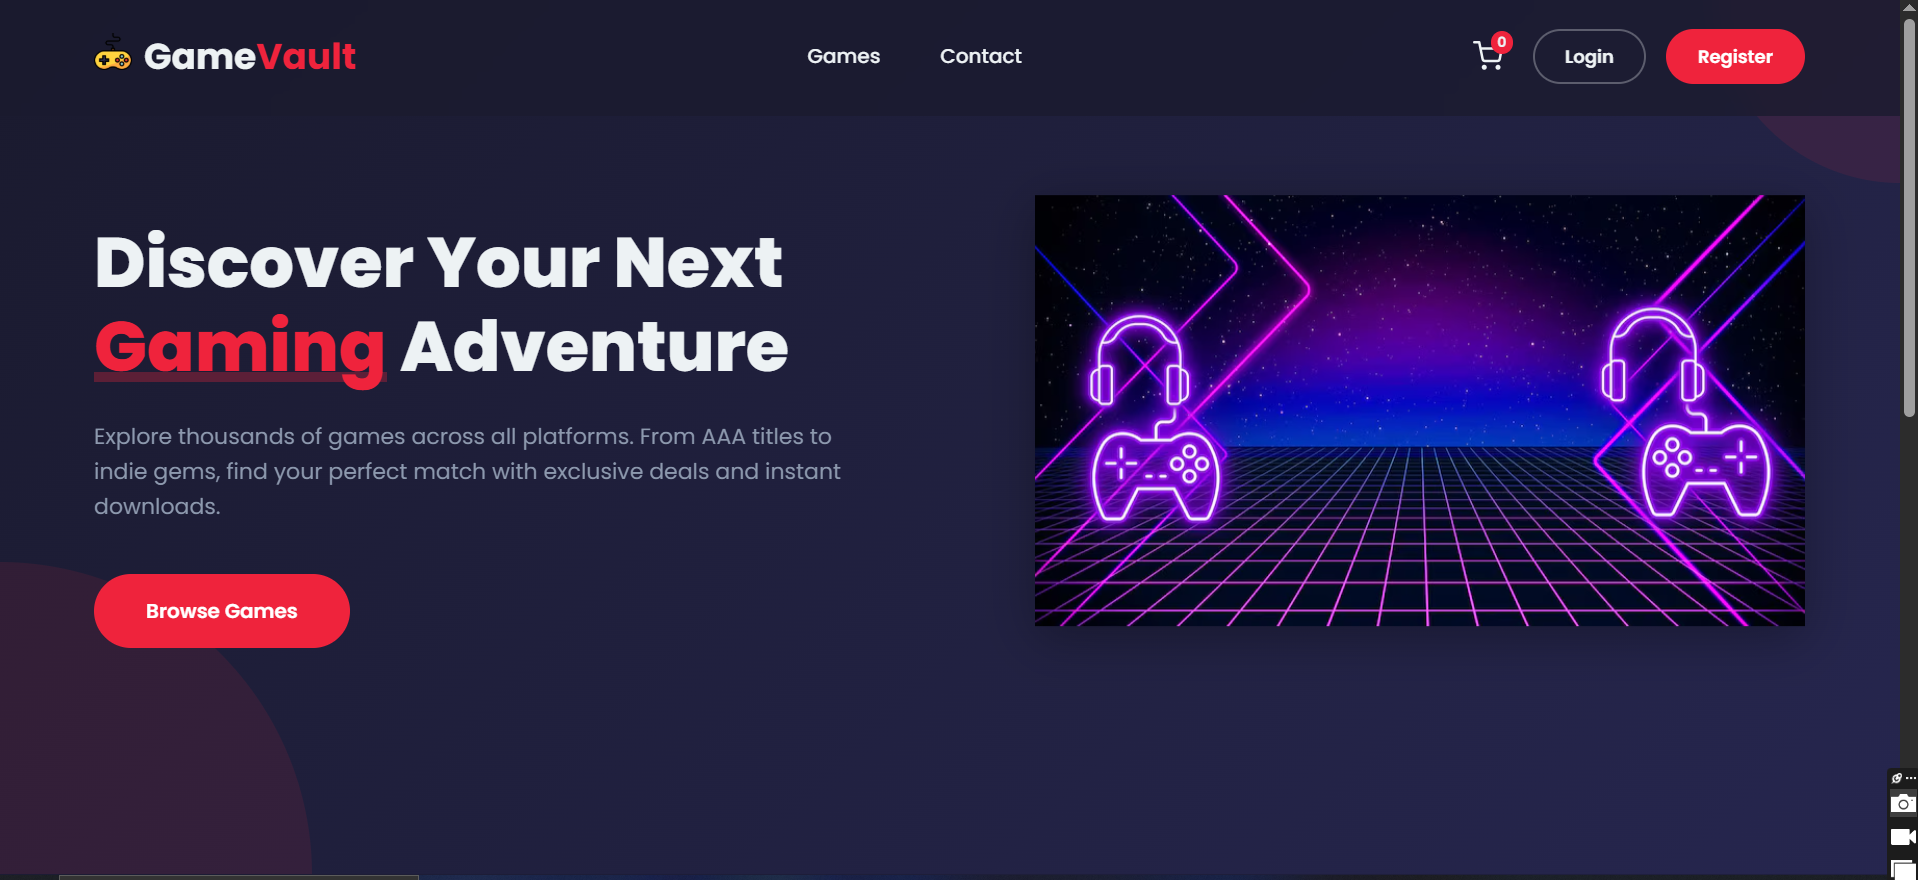 GameVault
Games
Contact
0
Login
Register
Discover Your Next
Gaming Adventure
Explore thousands of games across all platforms. From AAA titles to
indie gems, find your perfect match with exclusive deals and instant
downloads.
Browse Games